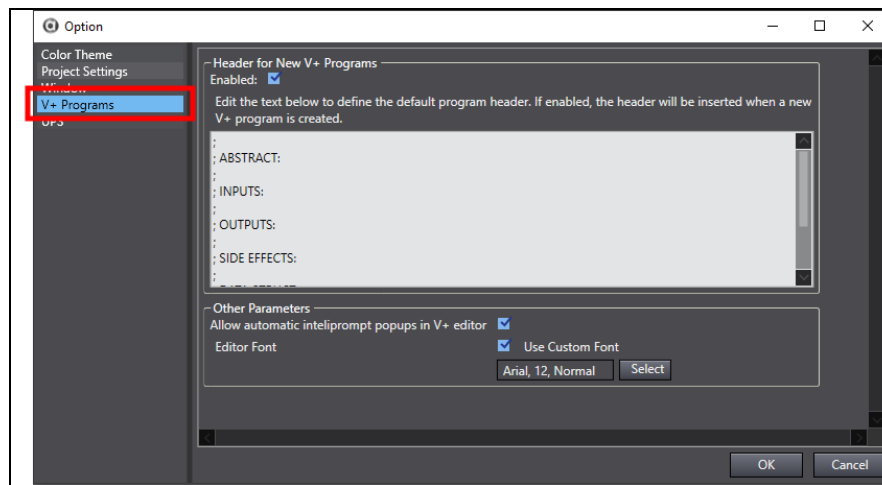 Option
Color Theme
Project Settings
Window
V+ Programs
UPS
Header for New V+ Programs
Enabled:
Edit the text below to define the default program header. If enabled, the header will be inserted when a new
V+ program is created.
;
; ABSTRACT:
;
; INPUTS:
;
; OUTPUTS:
;
; SIDE EFFECTS:
;
Other Parameters
Allow automatic inteliprompt popups in V+ editor
Editor Font
Use Custom Font
Arial, 12, Normal
Select
OK
Cancel